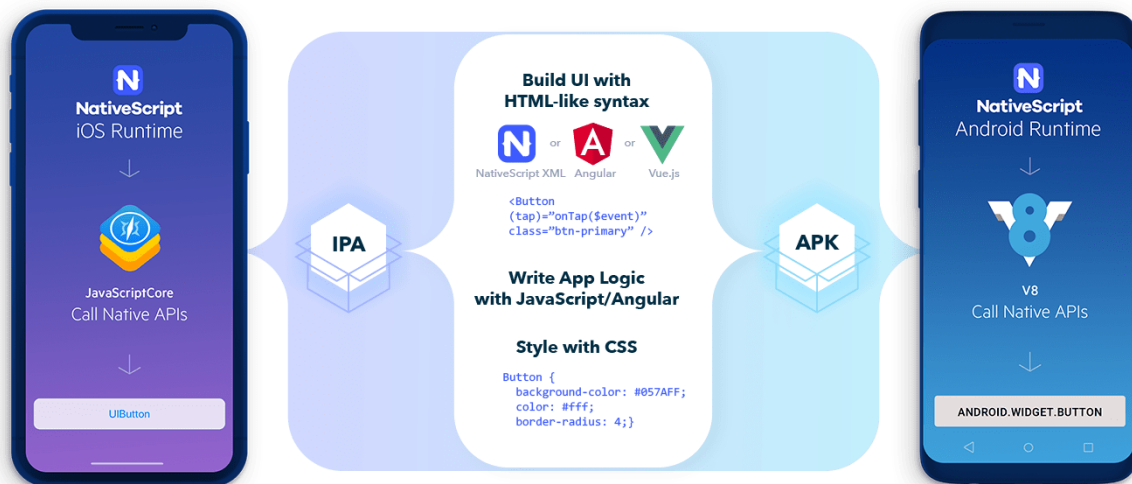 NativeScript
iOS Runtime
JavaScriptCore
Call Native APIs
UIButton
IPA
Build UI with
HTML-like syntax
or
or
NativeScript XML
Angular
Vue.js
<Button
(tap)=”onTap($event)”
class=”btn-primary” />
Write App Logic
with JavaScript/Angular
Style with CSS
Button {
background-color: #057AFF;
color: #fff;
border-radius: 4;}
APK
NativeScript
Android Runtime
V8
Call Native APIs
ANDROID.WIDGET.BUTTON